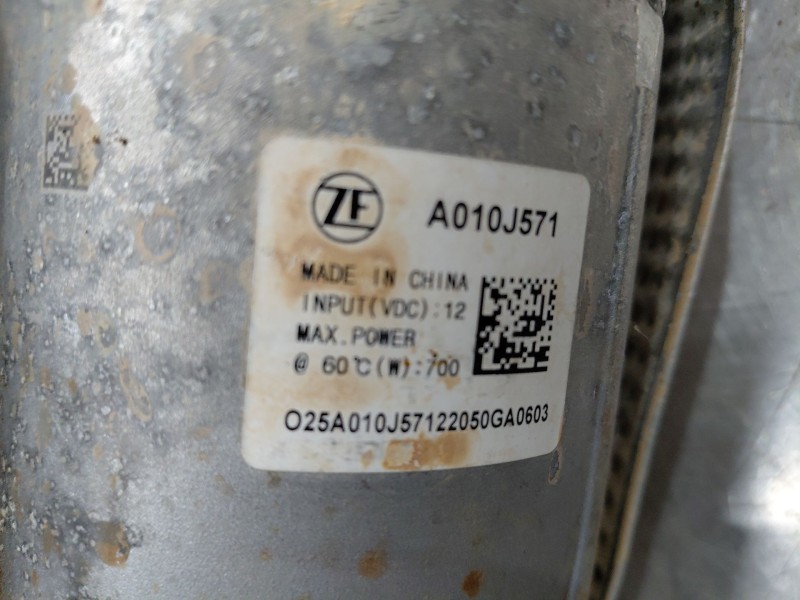 ZF
A010J571
MADE IN CHINA
INPUT(VDC):12
MAX.POWER
@ 60℃(W):700
O25A010J57122050GA0603